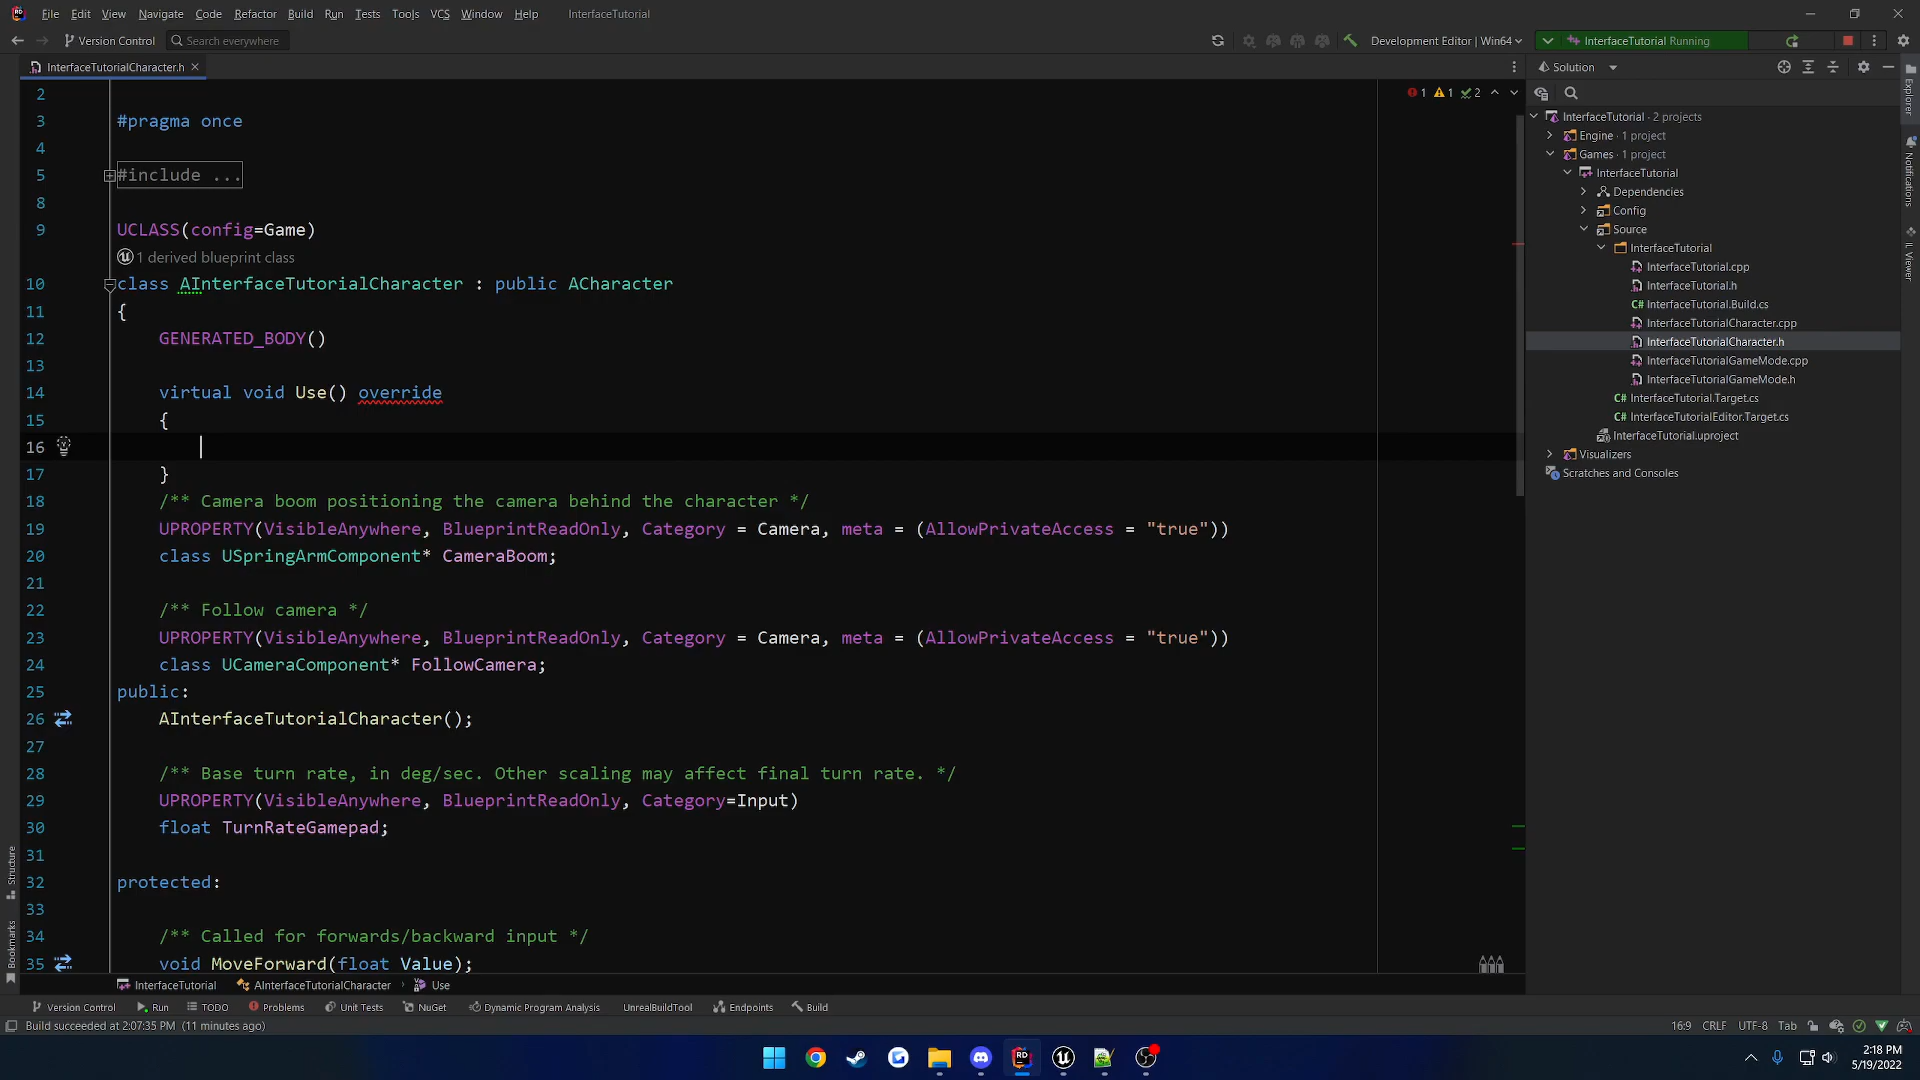 File Edit View Navigate Code Refactor Build Run Tests Tools VCS Window Help InterfaceTutorial
Version Control Search everywhere Development Editor | Win64 InterfaceTutorial Running
InterfaceTutorialCharacter.h
Solution
1 1 2
2
3 #pragma once
4
5 #include ...
8
9 UCLASS(config=Game)
1 derived blueprint class
10 class AInterfaceTutorialCharacter : public ACharacter
11 {
12 GENERATED_BODY()
13
14 virtual void Use() override
15 {
16
17 }
18 /** Camera boom positioning the camera behind the character */
19 UPROPERTY(VisibleAnywhere, BlueprintReadOnly, Category = Camera, meta = (AllowPrivateAccess = "true"))
20 class USpringArmComponent* CameraBoom;
21
22 /** Follow camera */
23 UPROPERTY(VisibleAnywhere, BlueprintReadOnly, Category = Camera, meta = (AllowPrivateAccess = "true"))
24 class UCameraComponent* FollowCamera;
25 public:
26 AInterfaceTutorialCharacter();
27
28 /** Base turn rate, in deg/sec. Other scaling may affect final turn rate. */
29 UPROPERTY(VisibleAnywhere, BlueprintReadOnly, Category=Input)
30 float TurnRateGamepad;
31
32 protected:
33
34 /** Called for forwards/backward input */
35 void MoveForward(float Value);
InterfaceTutorial · 2 projects
Engine · 1 project
Games · 1 project
InterfaceTutorial
Dependencies
Config
Source
InterfaceTutorial
InterfaceTutorial.cpp
InterfaceTutorial.h
C# InterfaceTutorial.Build.cs
InterfaceTutorialCharacter.cpp
InterfaceTutorialCharacter.h
InterfaceTutorialGameMode.cpp
InterfaceTutorialGameMode.h
C# InterfaceTutorial.Target.cs
C# InterfaceTutorialEditor.Target.cs
InterfaceTutorial.uproject
Visualizers
Scratches and Consoles
Explorer
Notifications
IL Viewer
Structure
Bookmarks
InterfaceTutorial AInterfaceTutorialCharacter › Use
Version Control Run TODO Problems Unit Tests NuGet Dynamic Program Analysis UnrealBuildTool Endpoints Build
Build succeeded at 2:07:35 PM (11 minutes ago) 16:9 CRLF UTF-8 Tab
RD
2:18 PM
5/19/2022